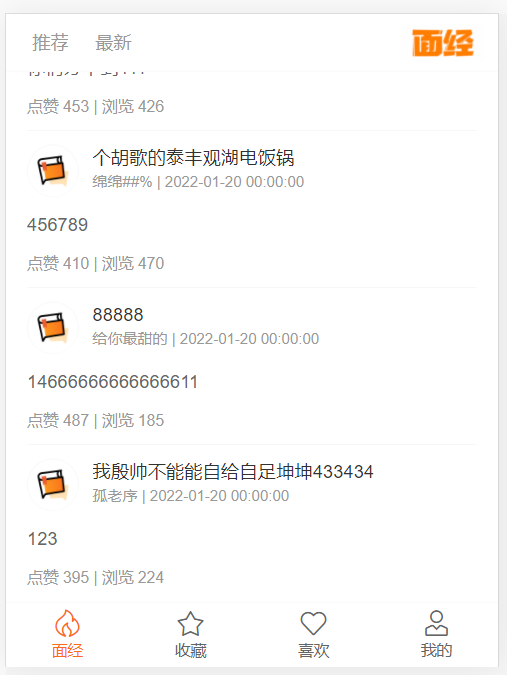 推荐 最新 面经
点赞 453 | 浏览 426
个胡歌的泰丰观湖电饭锅
绵绵##% | 2022-01-20 00:00:00
456789
点赞 410 | 浏览 470
88888
给你最甜的 | 2022-01-20 00:00:00
14666666666666611
点赞 487 | 浏览 185
我殷帅不能能自给自足坤坤433434
孤老序 | 2022-01-20 00:00:00
123
点赞 395 | 浏览 224
面经 收藏 喜欢 我的